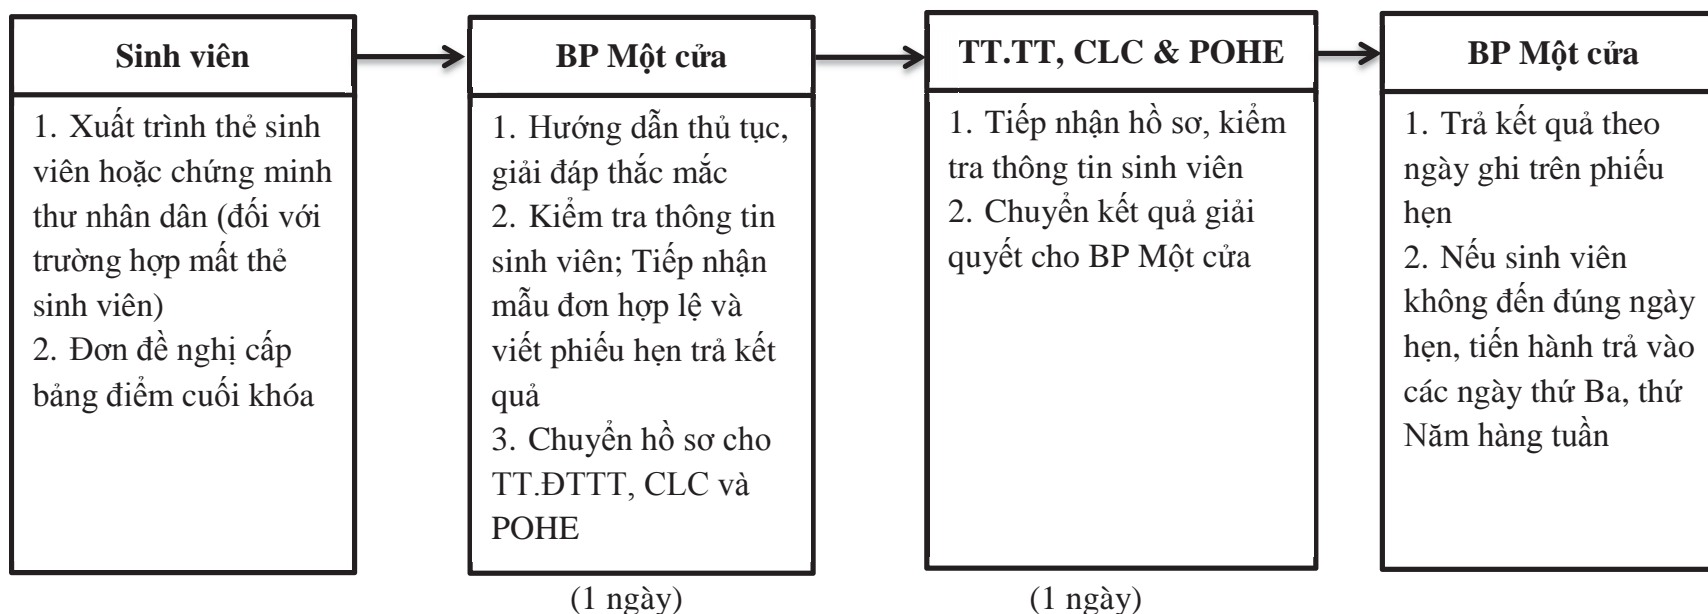 Sinh viên
1. Xuất trình thẻ sinh
viên hoặc chứng minh
thư nhân dân (đối với
trường hợp mất thẻ
sinh viên)
2. Đơn đề nghị cấp
bảng điểm cuối khóa
BP Một cửa
1. Hướng dẫn thủ tục,
giải đáp thắc mắc
2. Kiểm tra thông tin
sinh viên; Tiếp nhận
mẫu đơn hợp lệ và
viết phiếu hẹn trả kết
quả
3. Chuyển hồ sơ cho
TT.ĐTTT, CLC và
POHE
(1 ngày)
TT.TT, CLC & POHE
1. Tiếp nhận hồ sơ, kiểm
tra thông tin sinh viên
2. Chuyển kết quả giải
quyết cho BP Một cửa
(1 ngày)
BP Một cửa
1. Trả kết quả theo
ngày ghi trên phiếu
hẹn
2. Nếu sinh viên
không đến đúng ngày
hẹn, tiến hành trả vào
các ngày thứ Ba, thứ
Năm hàng tuần